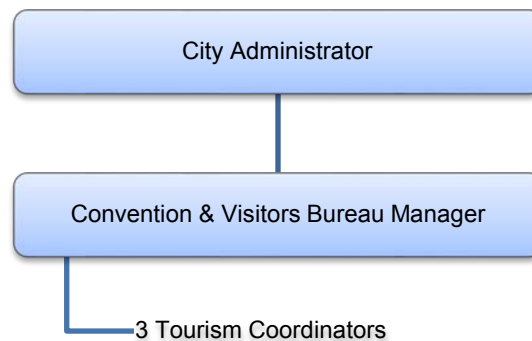 City Administrator
Convention & Visitors Bureau Manager
3 Tourism Coordinators